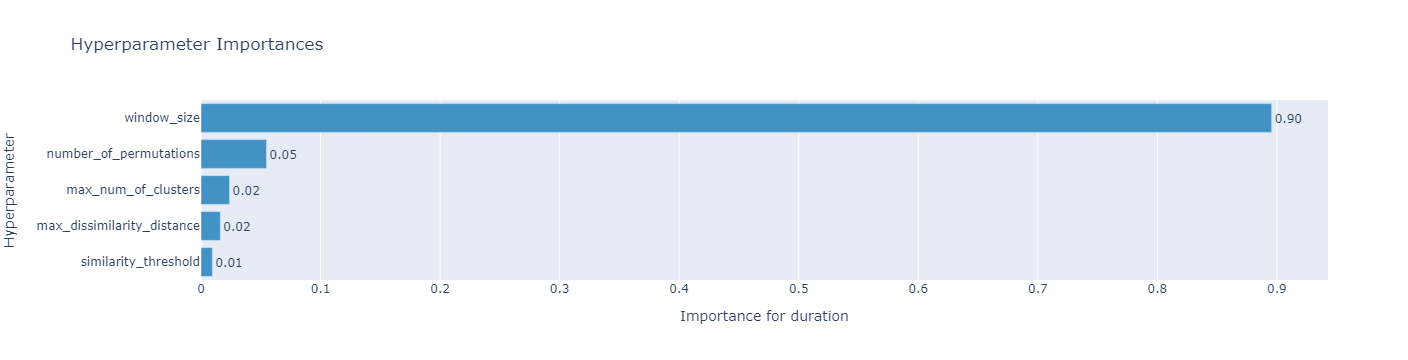 Hyperparameter Importances
Hyperparameter
window_size
0.90
number_of_permutations
0.05
max_num_of_clusters
0.02
max_dissimilarity_distance
0.02
similarity_threshold
0.01
0 0.1 0.2 0.3 0.4 0.5 0.6 0.7 0.8 0.9
Importance for duration